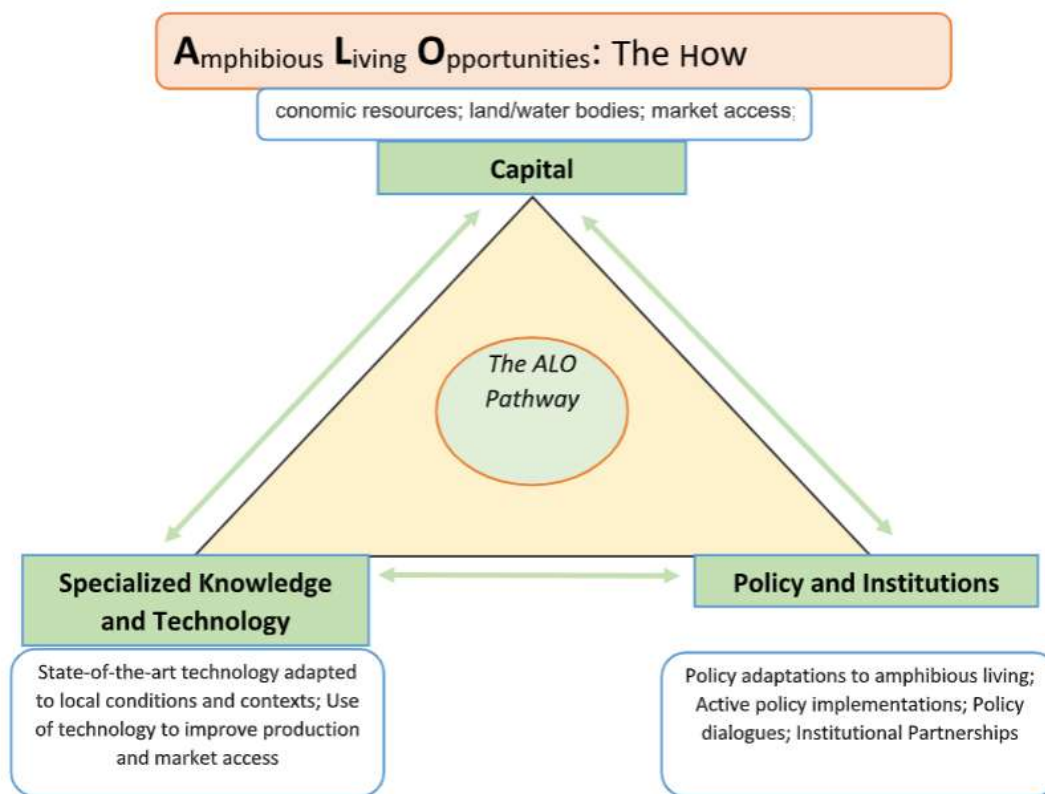 Amphibious Living Opportunities: The How
conomic resources; land/water bodies; market access;
Capital
The ALO
Pathway
Specialized Knowledge
and Technology
Policy and Institutions
State-of-the-art technology adapted
to local conditions and contexts; Use
of technology to improve production
and market access
Policy adaptations to amphibious living;
Active policy implementations; Policy
dialogues; Institutional Partnerships